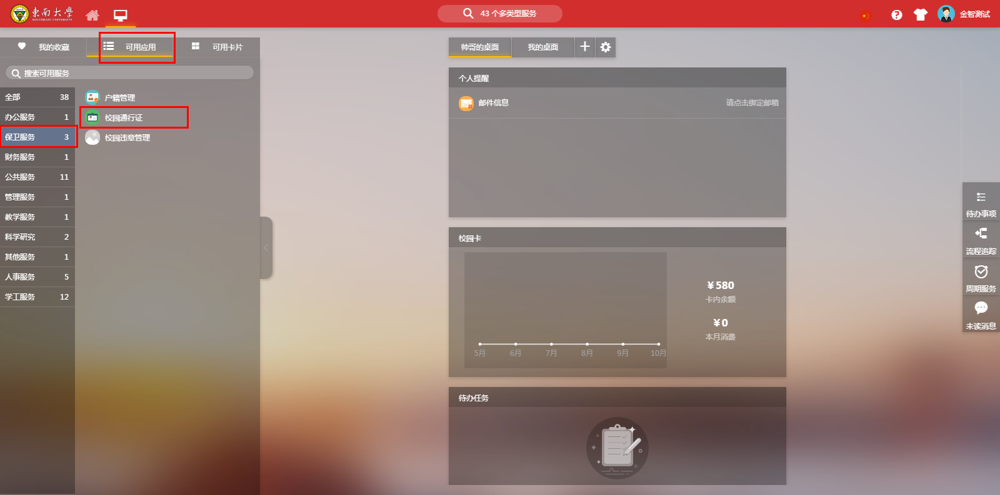 東南大學
SOUTHEAST UNIVERSITY
43 个多类型服务
金智测试
我的收藏
可用应用
可用卡片
搜索可用服务
全部 38
办公服务 1
保卫服务 3
财务服务 1
公共服务 11
管理服务 1
教学服务 1
科学研究 2
其他服务 1
人事服务 5
学工服务 12
户籍管理
校园通行证
校园违章管理
帅哥的桌面
我的桌面
个人提醒
邮件信息 请点击绑定邮箱
校园卡
¥580
卡内余额
¥0
本月消费
5月 6月 7月 8月 9月 10月
待办任务
待办事项
流程追踪
周期服务
未读消息